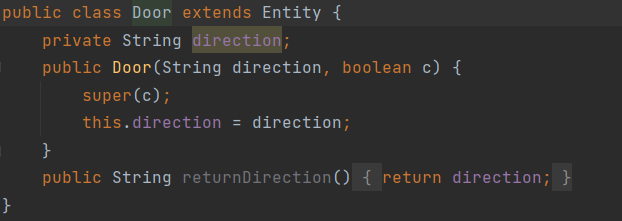 public class Door extends Entity {
private String direction;
public Door(String direction, boolean c) {
super(c);
this.direction = direction;
}
public String returnDirection() { return direction; }
}